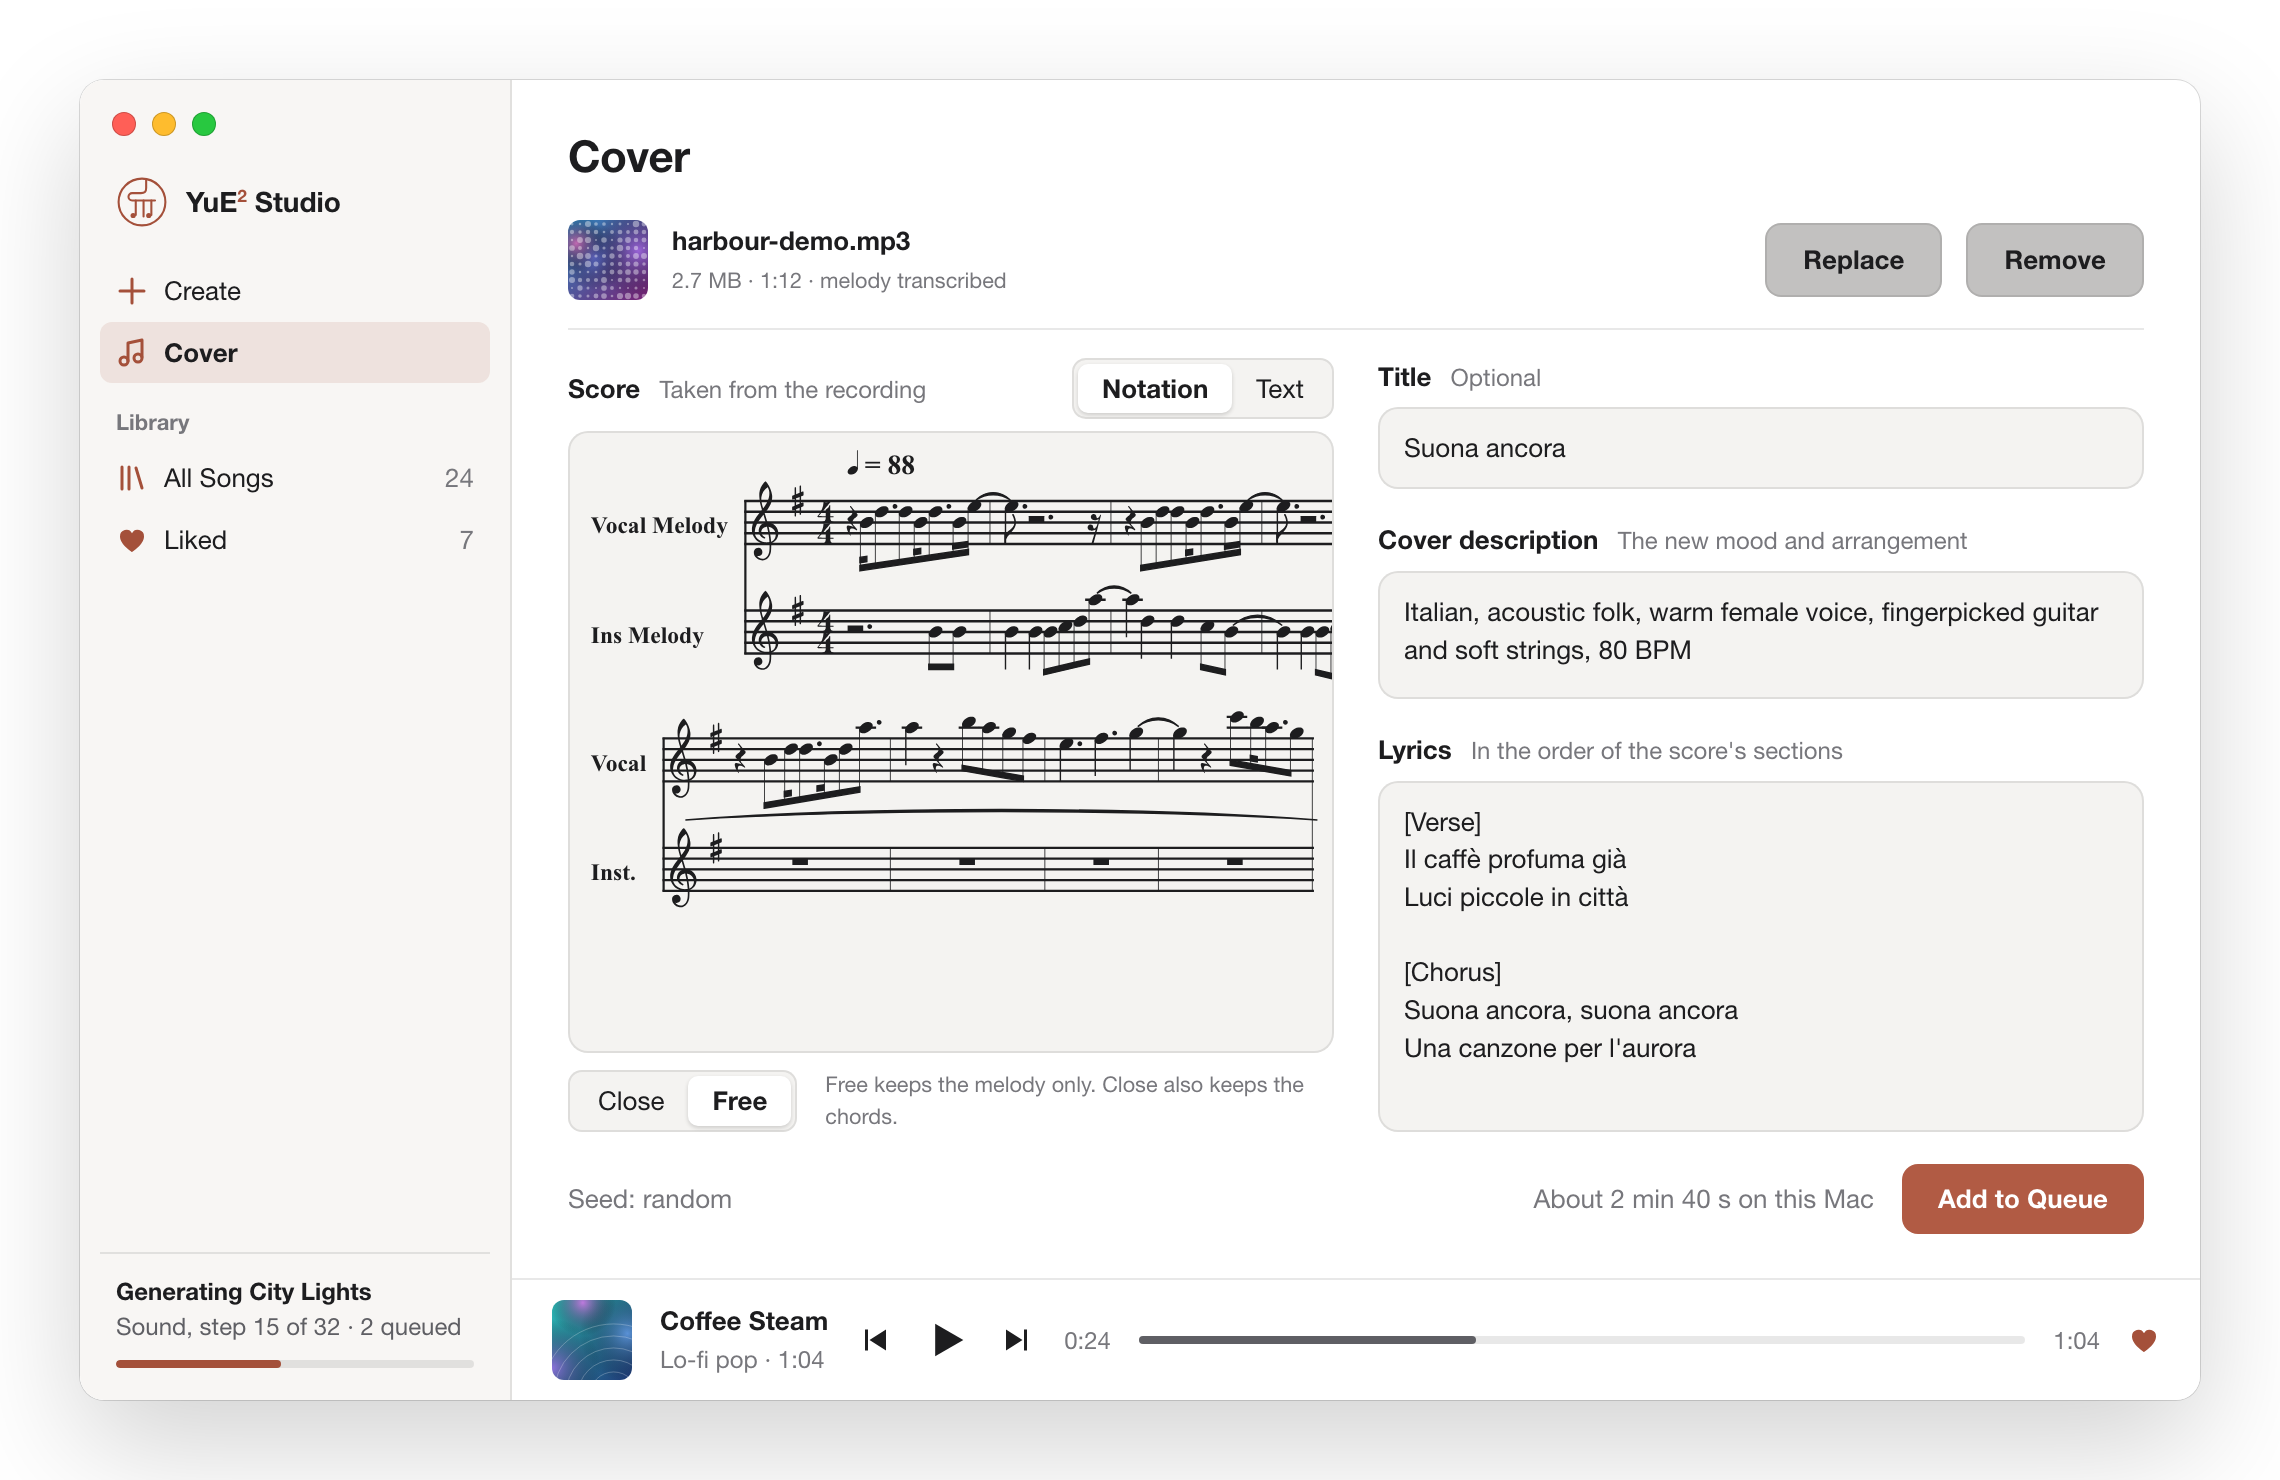 YuE² Studio
Create
Cover
Library
All Songs 24
Liked 7
Generating City Lights
Sound, step 15 of 32 · 2 queued
Cover
harbour-demo.mp3
2.7 MB · 1:12 · melody transcribed
Replace
Remove
Score Taken from the recording
Notation
Text
= 88
Vocal Melody
Ins Melody
Vocal
Inst.
Close
Free
Free keeps the melody only. Close also keeps the
chords.
Title Optional
Suona ancora
Cover description The new mood and arrangement
Italian, acoustic folk, warm female voice, fingerpicked guitar
and soft strings, 80 BPM
Lyrics In the order of the score's sections
[Verse]
Il caffè profuma già
Luci piccole in città
[Chorus]
Suona ancora, suona ancora
Una canzone per l'aurora
Seed: random
About 2 min 40 s on this Mac
Add to Queue
Coffee Steam
Lo-fi pop · 1:04
0:24
1:04